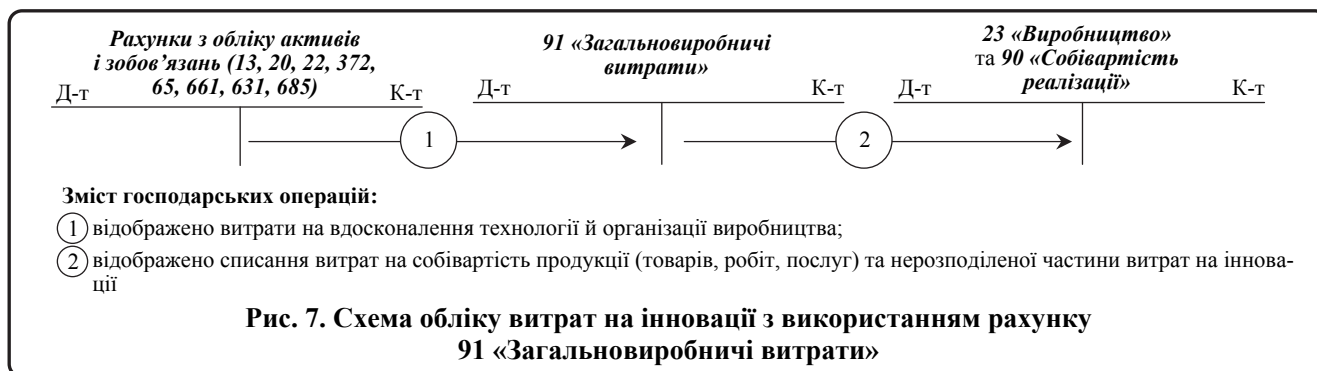 Рахунки з обліку активів
і зобов’язань (13, 20, 22, 372,
65, 661, 631, 685)
Д-т
К-т
91 «Загальновиробничі
витрати»
Д-т
К-т
23 «Виробництво»
та 90 «Собівартість
реалізації»
Д-т
К-т
1
2
Зміст господарських операцій:
1 відображено витрати на вдосконалення технології й організації виробництва;
2 відображено списання витрат на собівартість продукції (товарів, робіт, послуг) та нерозподіленої частини витрат на іннова-
ції
Рис. 7. Схема обліку витрат на інновації з використанням рахунку
91 «Загальновиробничі витрати»